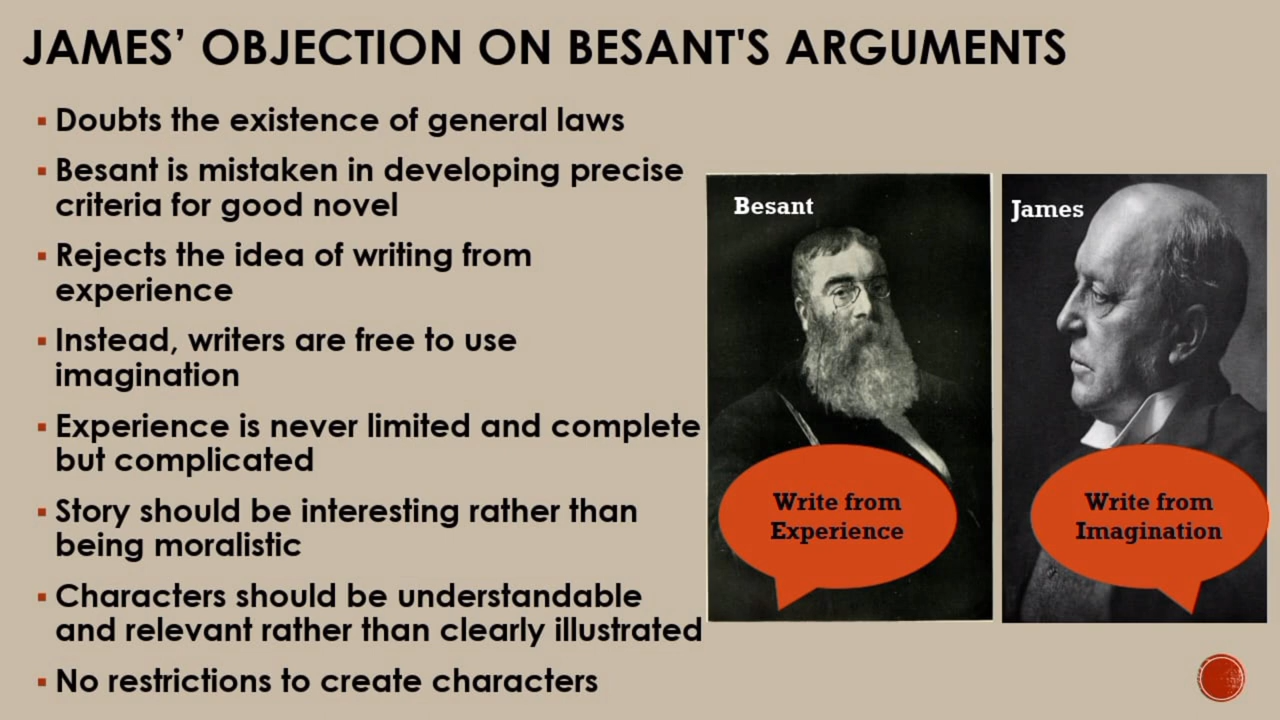 JAMES’ OBJECTION ON BESANT'S ARGUMENTS
Doubts the existence of general laws
Besant is mistaken in developing precise
criteria for good novel
Rejects the idea of writing from
experience
Instead, writers are free to use
imagination
Experience is never limited and complete
but complicated
Story should be interesting rather than
being moralistic
Characters should be understandable
and relevant rather than clearly illustrated
No restrictions to create characters
Besant
Write from
Experience
James
Write from
Imagination